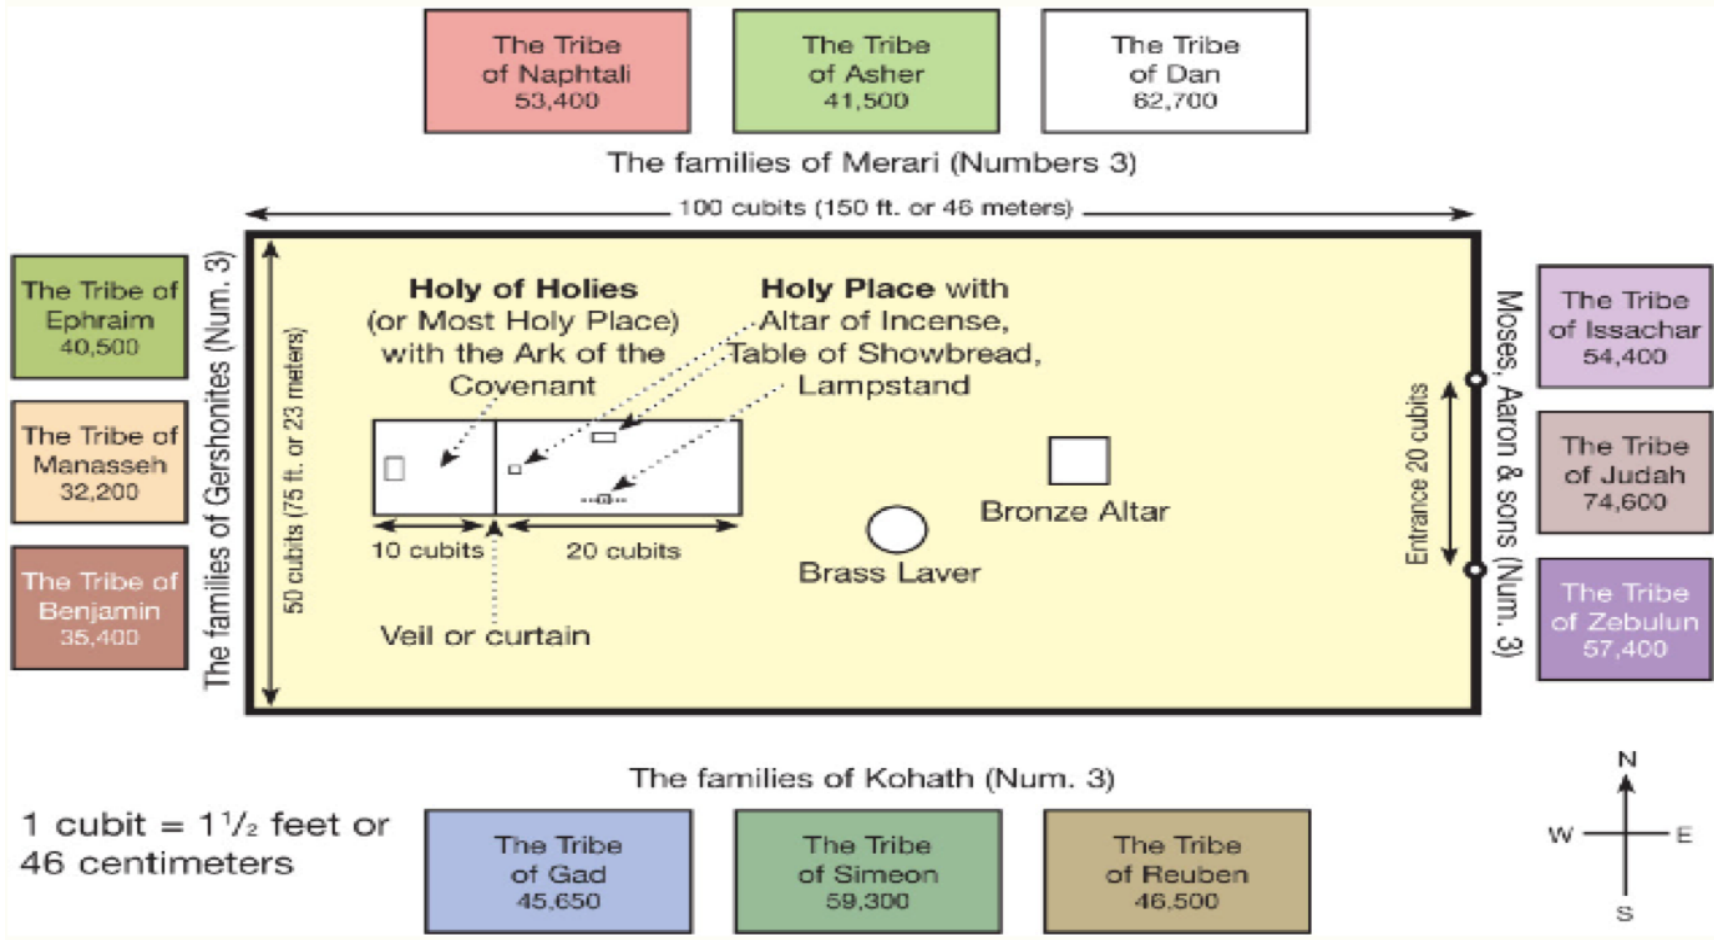 The Tribe
of Naphtali
53,400
The Tribe
of Asher
41,500
The Tribe
of Dan
62,700
The families of Merari (Numbers 3)
100 cubits (150 ft. or 46 meters)
The Tribe of
Ephraim
40,500
The Tribe of
Manasseh
32,200
The Tribe of
Benjamin
35,400
The families of Gershonites (Num. 3)
50 cubits (75 ft. or 23 meters)
Holy of Holies
(or Most Holy Place)
with the Ark of the
Covenant
Holy Place with
Altar of Incense,
Table of Showbread,
Lampstand
10 cubits
20 cubits
Veil or curtain
Brass Laver
Bronze Altar
Entrance 20 cubits
Moses, Aaron & sons (Num. 3)
The Tribe
of Issachar
54,400
The Tribe
of Judah
74,600
The Tribe
of Zebulun
57,400
The families of Kohath (Num. 3)
1 cubit = 1 1/2 feet or
46 centimeters
The Tribe
of Gad
45,650
The Tribe
of Simeon
59,300
The Tribe
of Reuben
46,500
N
W E
S